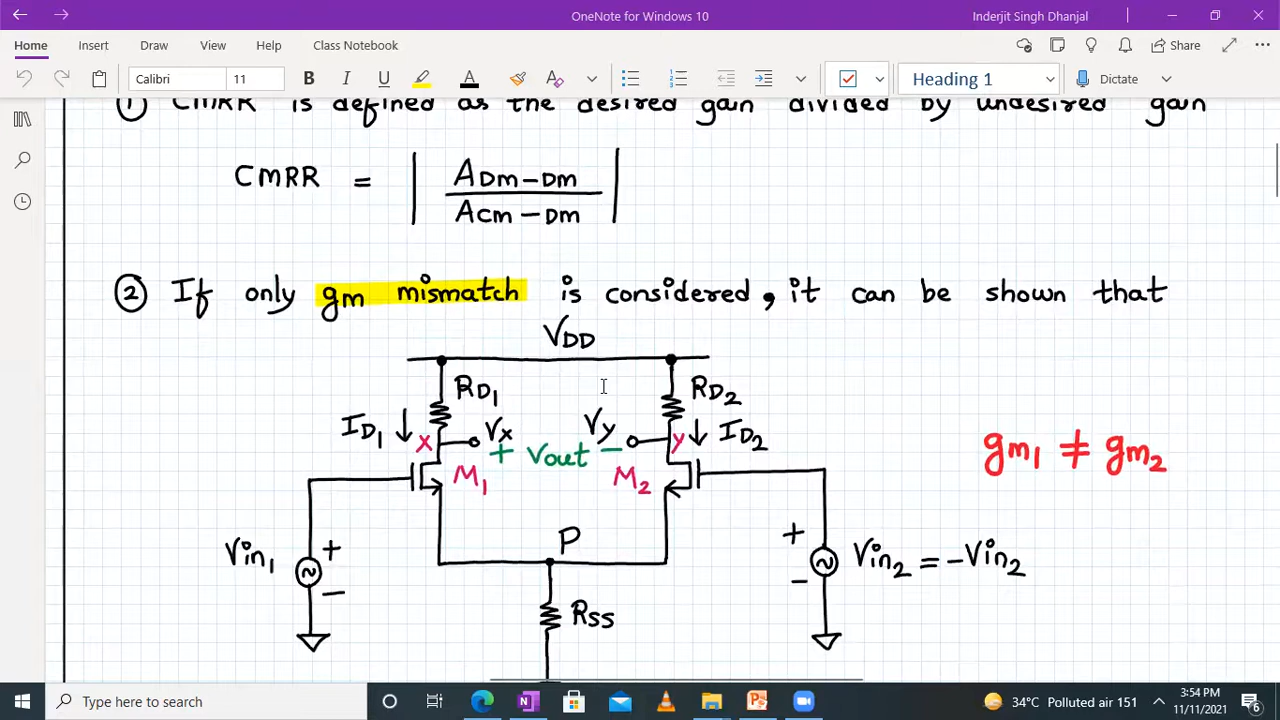 OneNote for Windows 10
Inderjit Singh Dhanjal
Home Insert Draw View Help Class Notebook
Share
Calibri 11 B I U A Heading 1 Dictate
① CMRR is defined as the desired gain divided by undesired gain
CMRR = | ADM-DM / ACM-DM |
② If only gm mismatch is considered, it can be shown that
VDD
RD1 RD2
ID1 Vx Vy ID2
X + Vout - Y
M1 M2
gm1 ≠ gm2
P
Vin1 + -
+ - Vin2 = -Vin2
RSS
Type here to search
34°C Polluted air 151
3:54 PM
11/11/2021
6